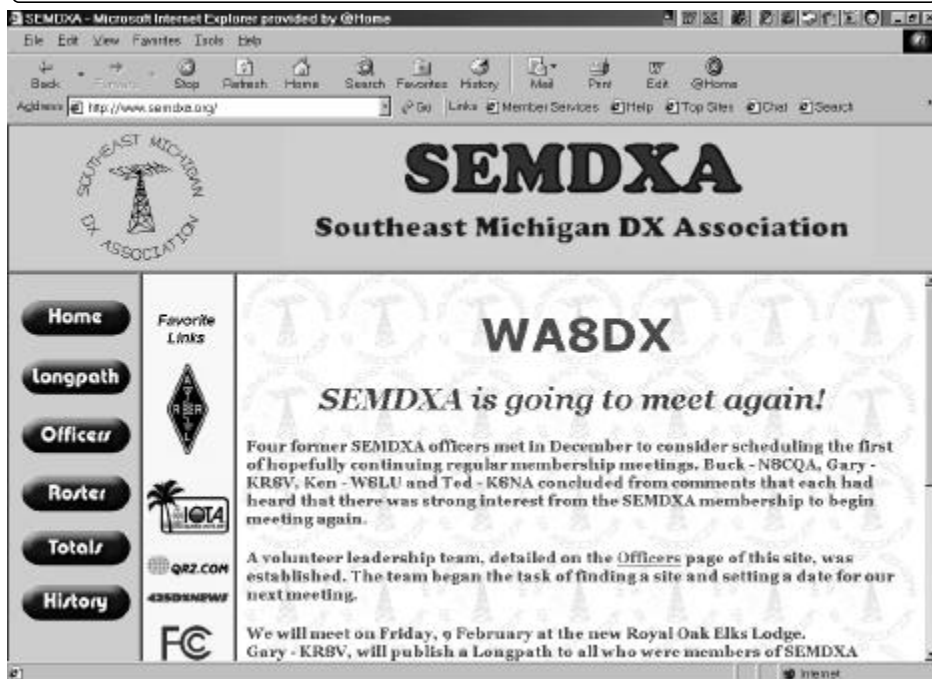 SEMDXA - Microsoft Internet Explorer provided by @Home
File Edit View Favorites Tools Help
Back Forward Stop Refresh Home Search Favorites History Mail Print Edit @Home
Address http://www.semdxa.org/ Go Links Member Services Help Top Sites Chat Search
SOUTHEAST MICHIGAN
DX ASSOCIATION
SEMDXA
Southeast Michigan DX Association
Home
Longpath
Officers
Roster
Totals
History
Favorite
Links
ARRL
IOTA
QRZ.COM
425DXNEWS
FC
WA8DX
SEMDXA is going to meet again!
Four former SEMDXA officers met in December to consider scheduling the first
of hopefully continuing regular membership meetings. Buck - N8CQA, Gary -
KR8V, Ken - W8LU and Ted - K8NA concluded from comments that each had
heard that there was strong interest from the SEMDXA membership to begin
meeting again.
A volunteer leadership team, detailed on the Officers page of this site, was
established. The team began the task of finding a site and setting a date for our
next meeting.
We will meet on Friday, 9 February at the new Royal Oak Elks Lodge.
Gary - KR8V, will publish a Longpath to all who were members of SEMDXA
Internet